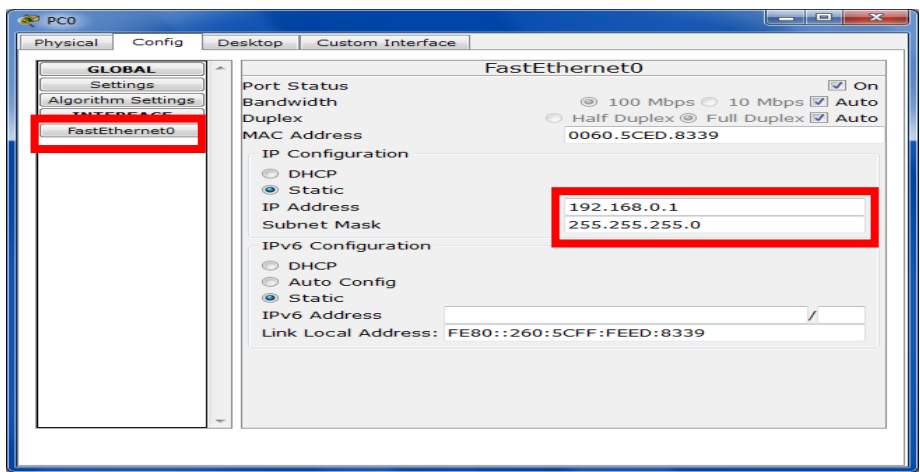 PC0
Physical Config Desktop Custom Interface
GLOBAL
Settings
Algorithm Settings
INTERFACE
FastEthernet0
FastEthernet0
Port Status On
Bandwidth 100 Mbps 10 Mbps Auto
Duplex Half Duplex Full Duplex Auto
MAC Address 0060.5CED.8339
IP Configuration
DHCP
Static
IP Address 192.168.0.1
Subnet Mask 255.255.255.0
IPv6 Configuration
DHCP
Auto Config
Static
IPv6 Address /
Link Local Address: FE80::260:5CFF:FEED:8339